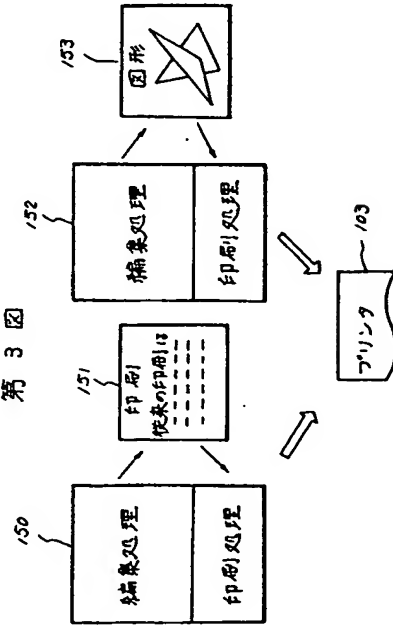 第 3 図
150
編集処理
印刷処理
151
印刷
従来の印刷は
152
編集処理
印刷処理
153
図形
プリンタ
103